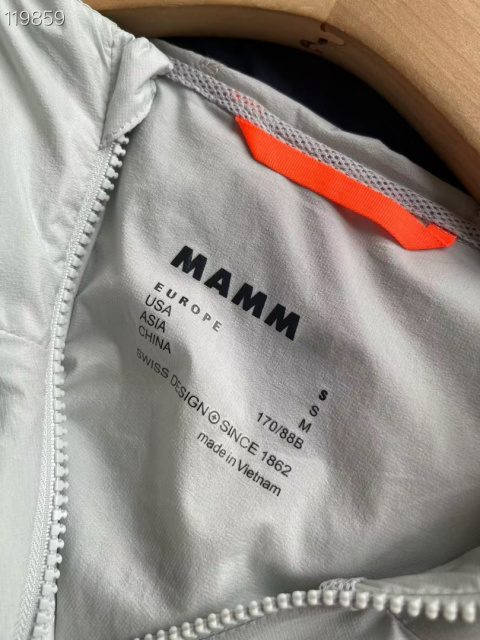 119859
MAMM
EUROPE S
USA S
ASIA M
CHINA 170/88B
SWISS DESIGN SINCE 1862
made in Vietnam